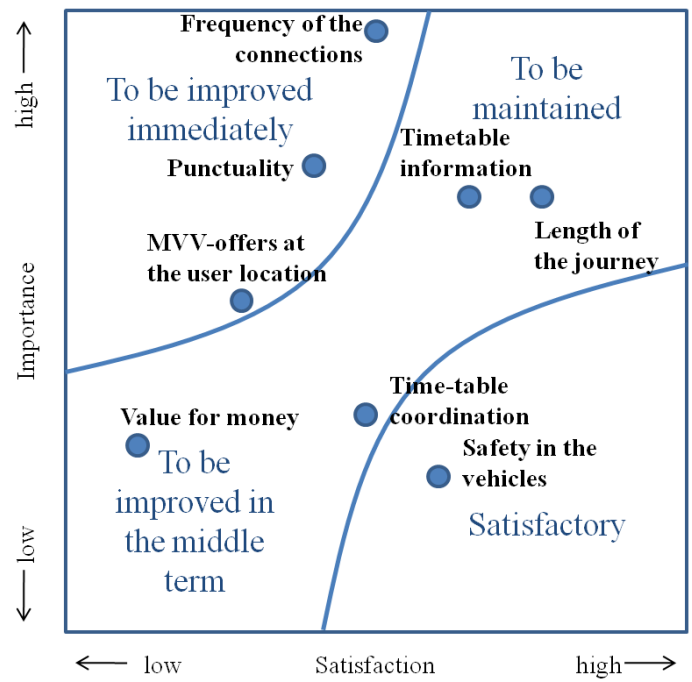 Frequency of the
connections
To be improved
immediately
To be
maintained
Timetable
information
Punctuality
Length of
the journey
MVV-offers at
the user location
Time-table
coordination
Value for money
Safety in the
vehicles
To be
improved in
the middle
term
Satisfactory
high
Importance
low
low
Satisfaction
high